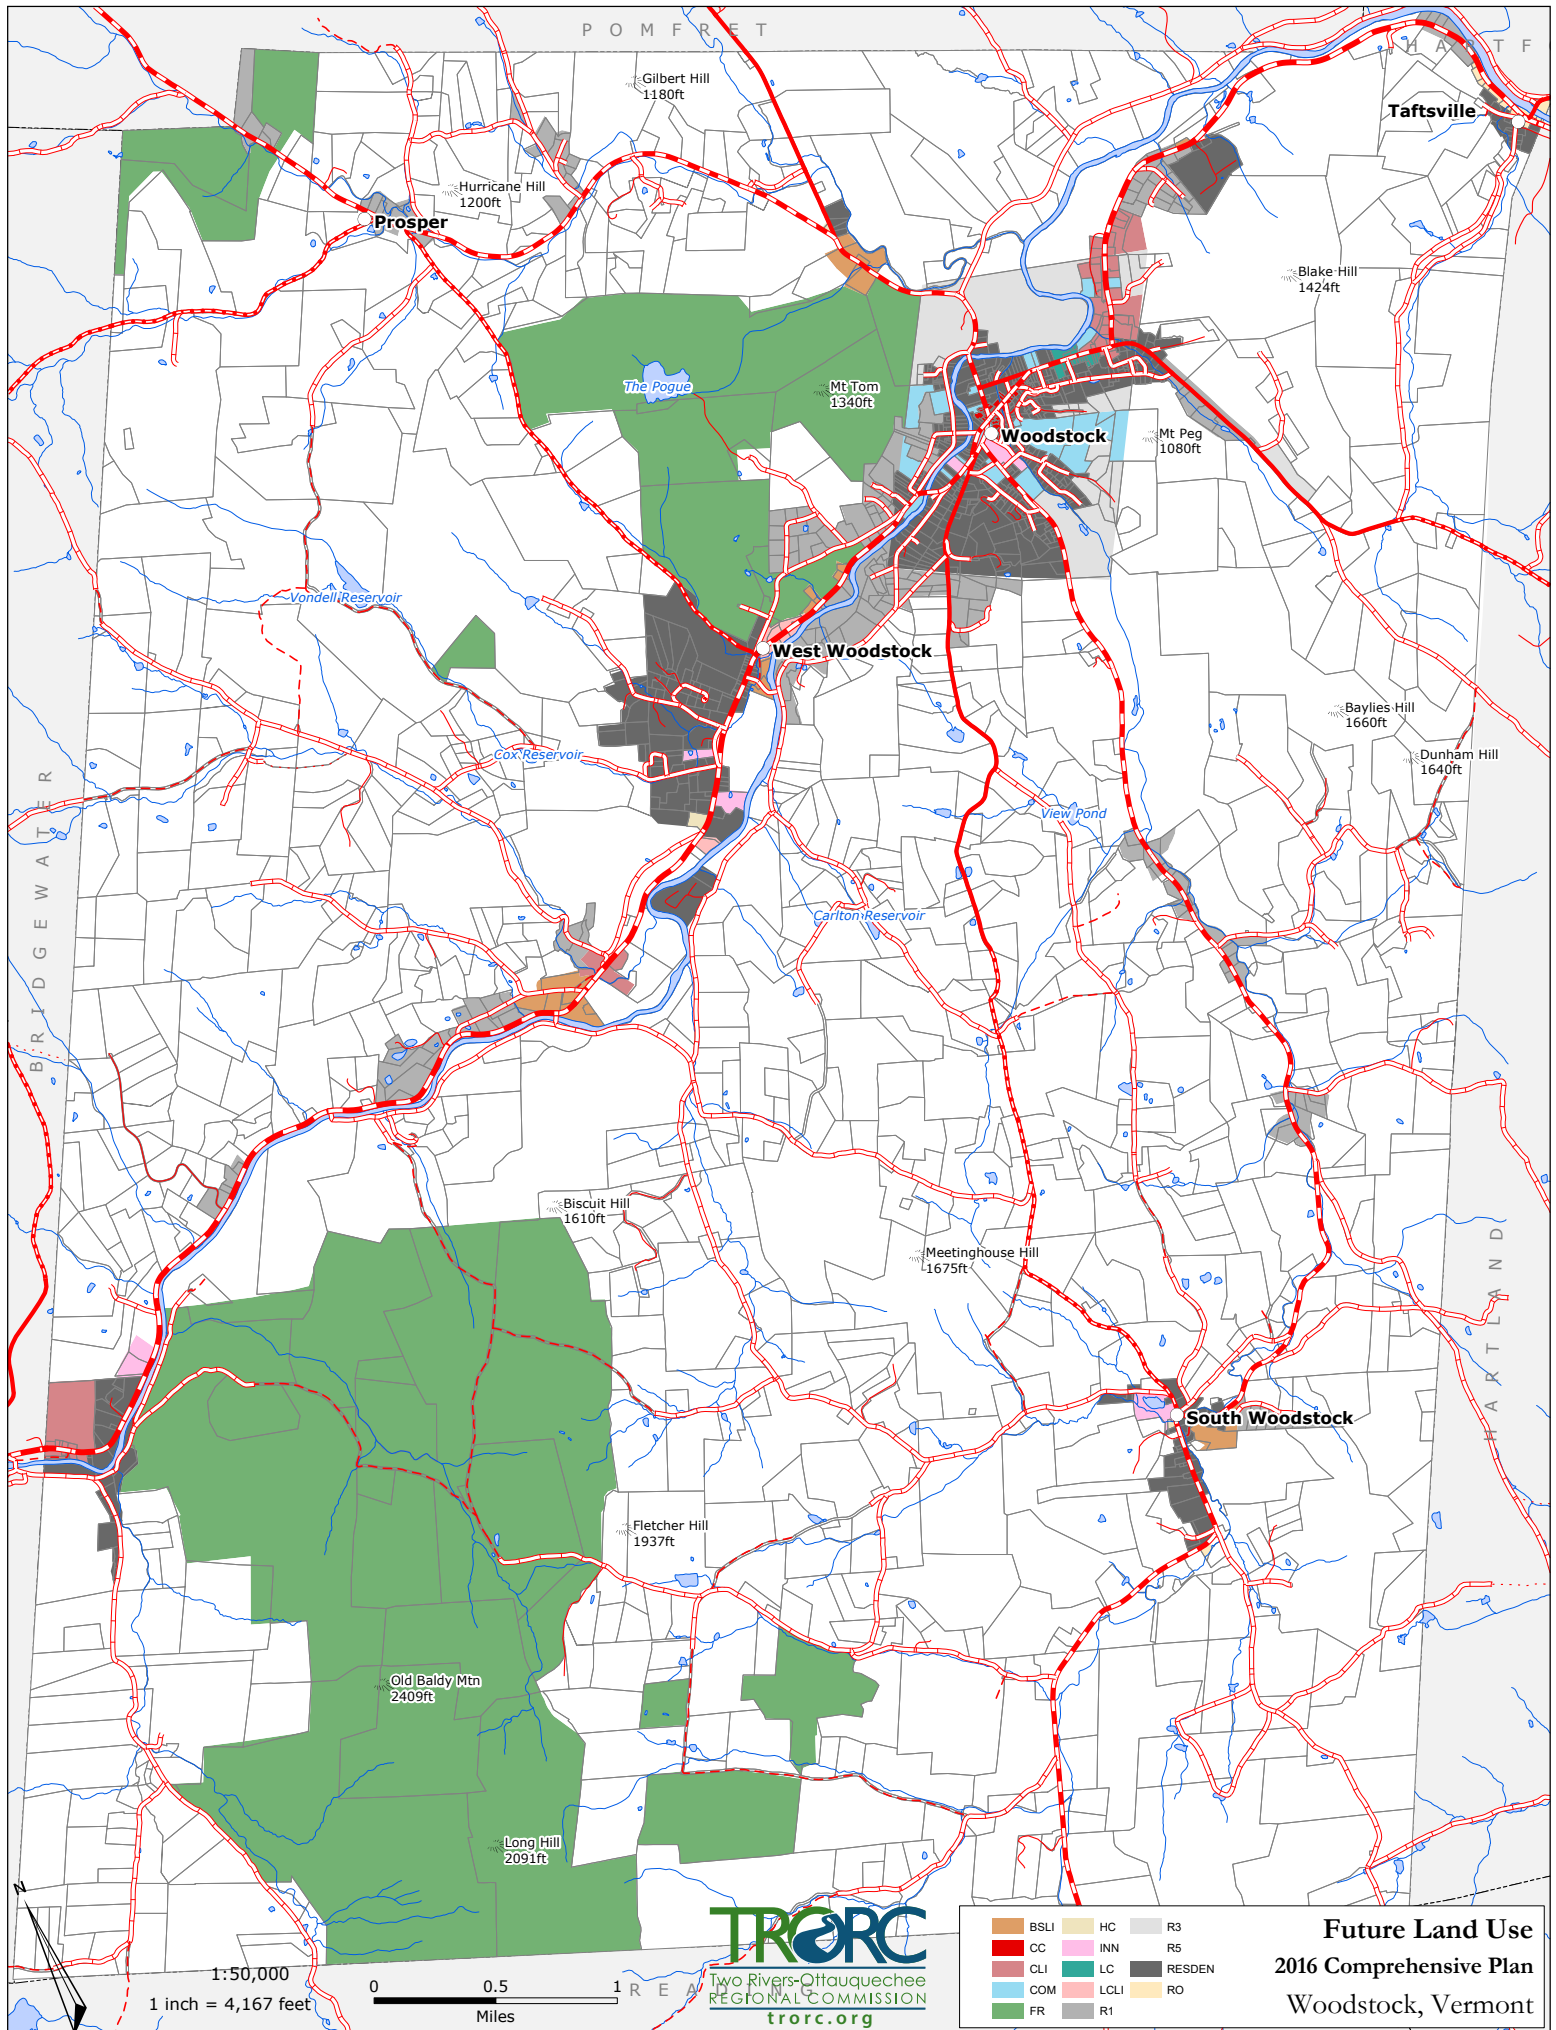 POMFRET
HARTF
Gilbert Hill
1180ft
Taftsville
Hurricane Hill
1200ft
Prosper
Blake Hill
1424ft
The Pogue
Mt Tom
1340ft
Woodstock
Mt Peg
1080ft
Vondell Reservoir
West Woodstock
Baylies Hill
1660ft
Cox Reservoir
Dunham Hill
1640ft
BRIDGEWATER
View Pond
Carlton Reservoir
Biscuit Hill
1610ft
Meetinghouse Hill
1675ft
HARTLAND
South Woodstock
Fletcher Hill
1937ft
Old Baldy Mtn
2409ft
Long Hill
2091ft
N
1:50,000
1 inch = 4,167 feet
0 0.5 1
Miles
READING
TRORC
Two Rivers-Ottauquechee
REGIONAL COMMISSION
trorc.org
BSLI HC R3
CC INN R5
CLI LC RESDEN
COM LCLI RO
FR R1
Future Land Use
2016 Comprehensive Plan
Woodstock, Vermont